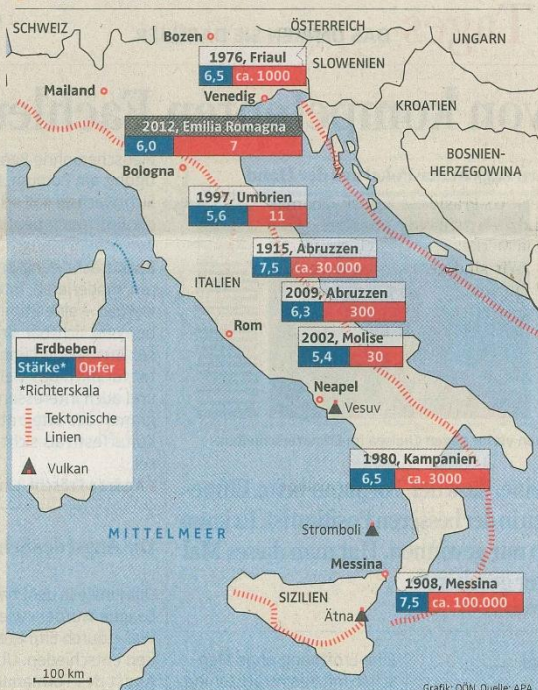 SCHWEIZ
ÖSTERREICH
UNGARN
Bozen
1976, Friaul
6,5 ca. 1000
SLOWENIEN
Mailand
Venedig
KROATIEN
2012, Emilia Romagna
6,0 7
BOSNIEN-
HERZEGOWINA
Bologna
1997, Umbrien
5,6 11
1915, Abruzzen
7,5 ca. 30.000
ITALIEN
2009, Abruzzen
6,3 300
Rom
2002, Molise
5,4 30
Erdbeben
Stärke* Opfer
*Richterskala
Tektonische
Linien
Vulkan
Neapel
Vesuv
1980, Kampanien
6,5 ca. 3000
MITTELMEER
Stromboli
Messina
1908, Messina
7,5 ca. 100.000
SIZILIEN
Ätna
100 km
Grafik: OÖN, Quelle: APA